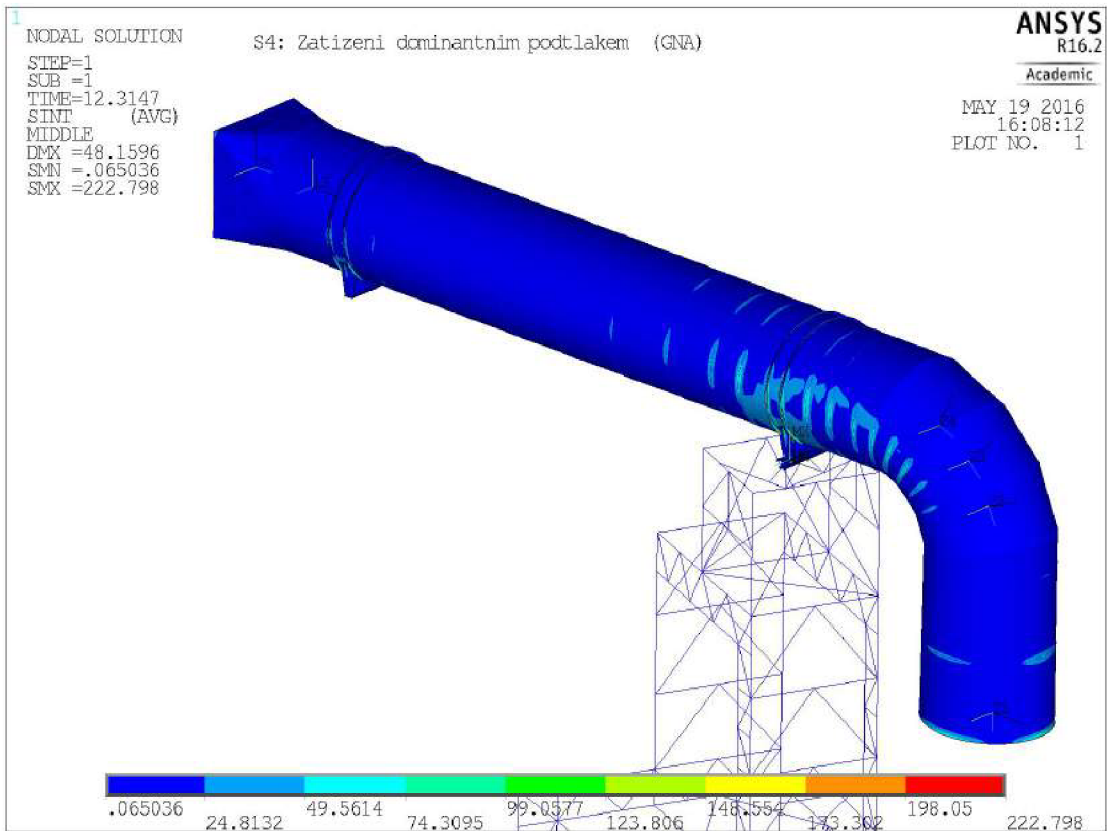 1
NODAL SOLUTION
STEP=1
SUB =1
TIME=12.3147
SINT (AVG)
MIDDLE
DMX =48.1596
SMN =.065036
SMX =222.798
S4: Zatizeni dominantnim podtlakem (GNA)
ANSYS
R16.2
Academic
MAY 19 2016
16:08:12
PLOT NO. 1
.065036 49.5614 99.0577 148.554 198.05
24.8132 74.3095 123.806 173.302 222.798